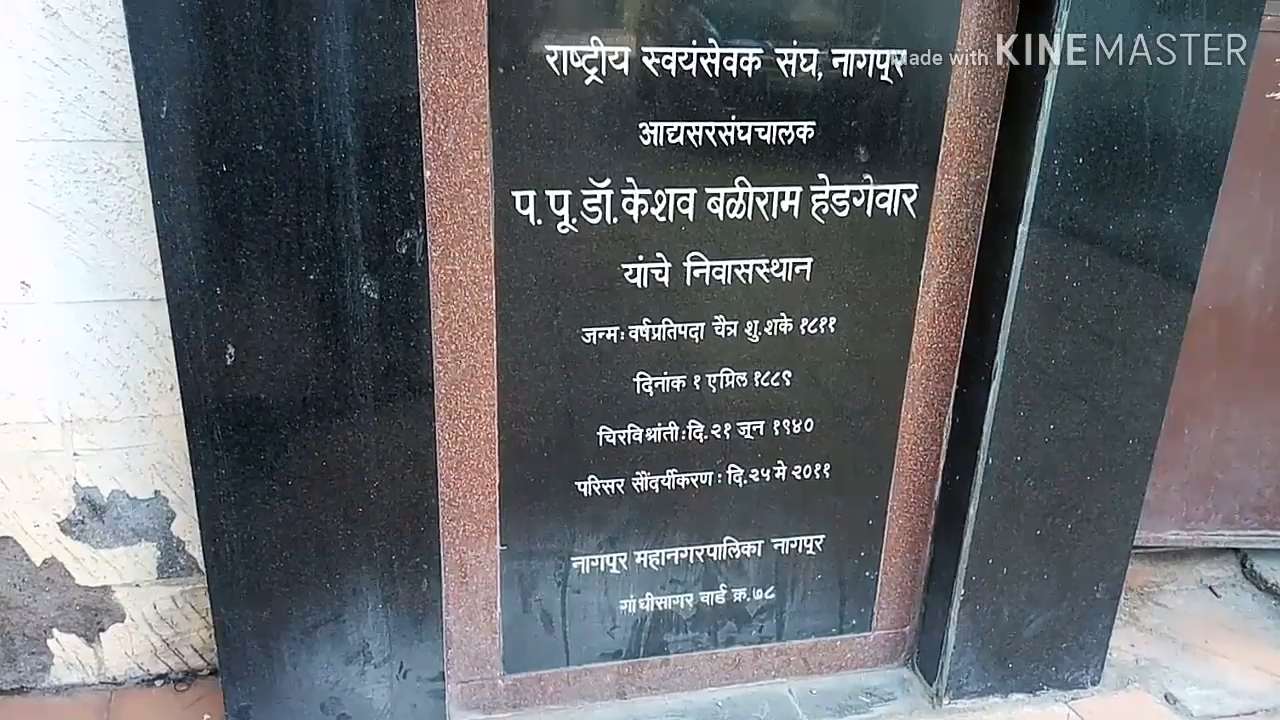 Made with KINEMASTER
राष्ट्रीय स्वयंसेवक संघ, नागपूर
आद्यसरसंघचालक
प.पू.डॉ.केशव बळीराम हेडगेवार
यांचे निवासस्थान
जन्म: वर्षप्रतिपदा चैत्र शु.शके १८११
दिनांक १ एप्रिल १८८९
चिरविश्रांती:दि.२१ जून १९४०
परिसर सौंदर्यीकरण: दि.२५ मे २०११
नागपूर महानगरपालिका नागपूर
गांधीसागर वार्ड क्र.७८